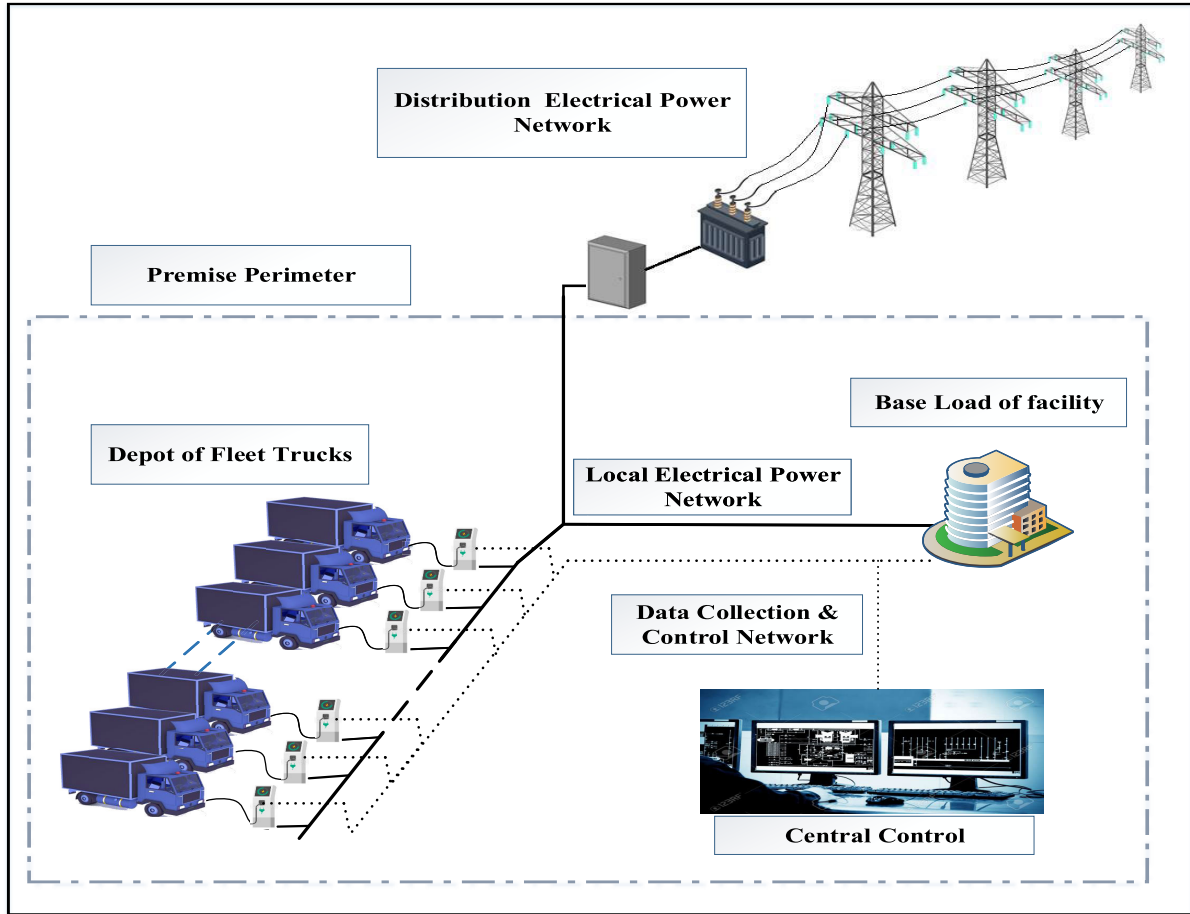 Distribution Electrical Power
Network
Premise Perimeter
Base Load of facility
Depot of Fleet Trucks
Local Electrical Power
Network
Data Collection &
Control Network
Central Control